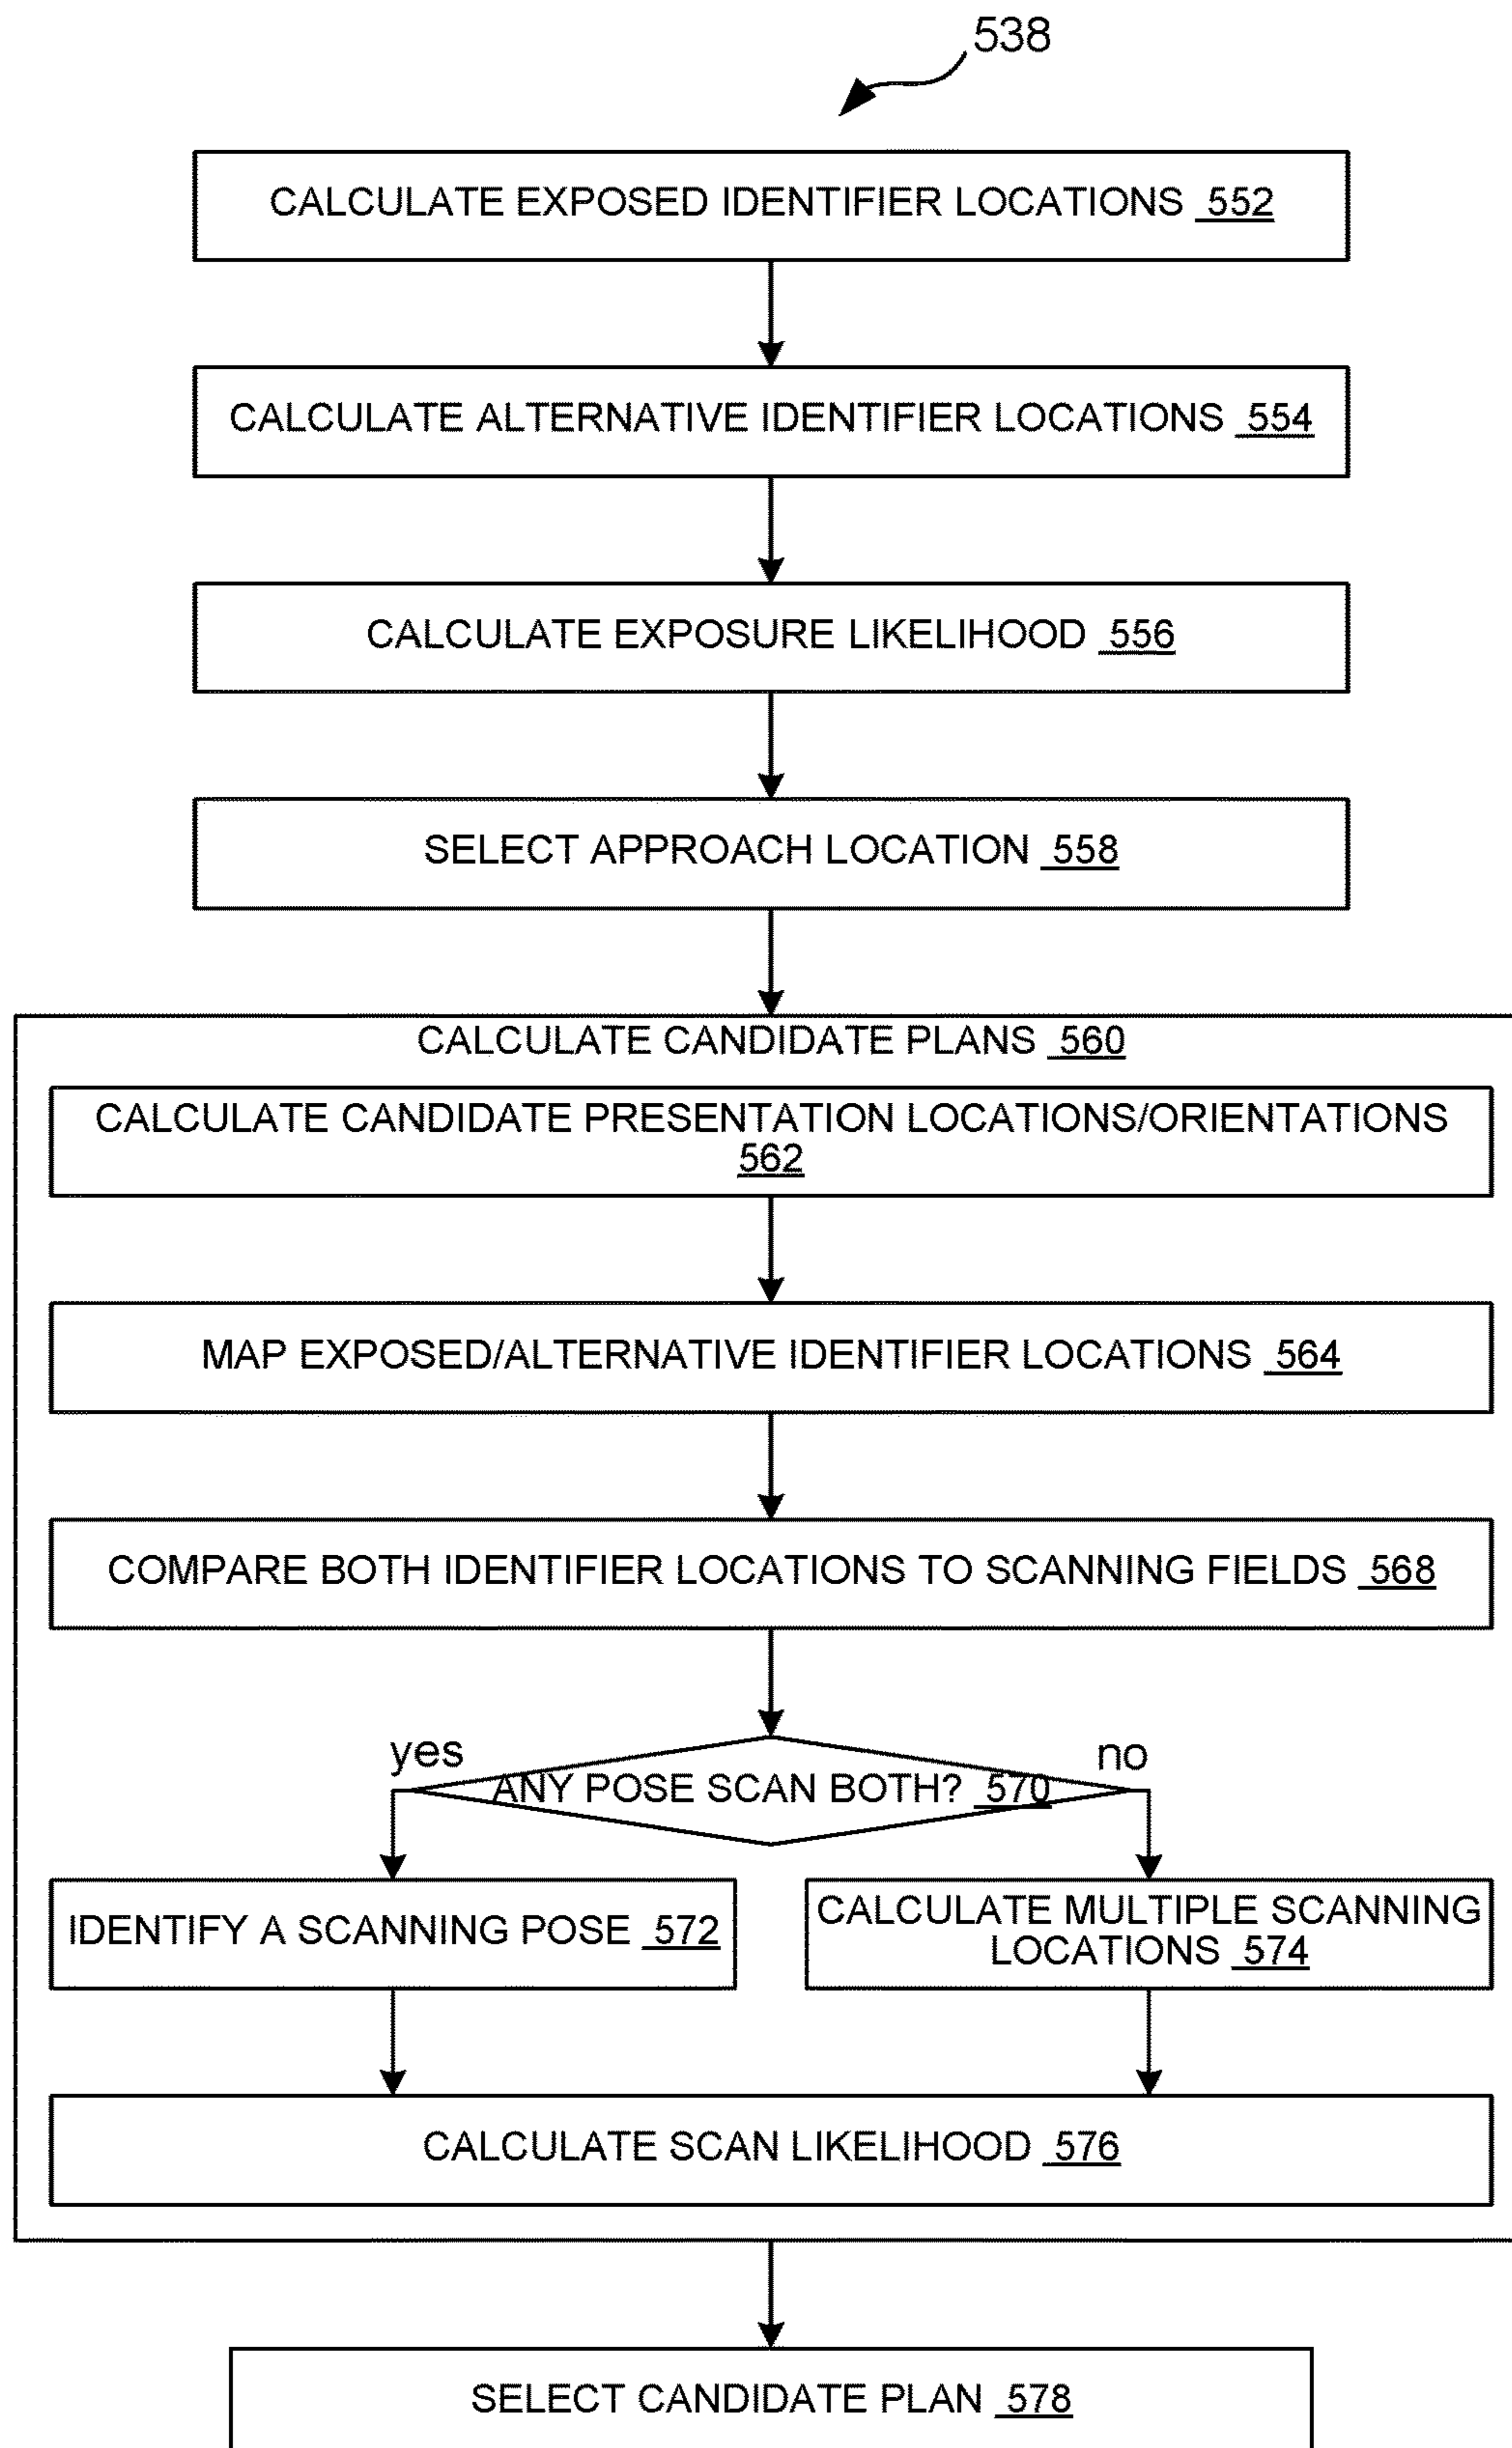 538
CALCULATE EXPOSED IDENTIFIER LOCATIONS 552
CALCULATE ALTERNATIVE IDENTIFIER LOCATIONS 554
CALCULATE EXPOSURE LIKELIHOOD 556
SELECT APPROACH LOCATION 558
CALCULATE CANDIDATE PLANS 560
CALCULATE CANDIDATE PRESENTATION LOCATIONS/ORIENTATIONS
562
MAP EXPOSED/ALTERNATIVE IDENTIFIER LOCATIONS 564
COMPARE BOTH IDENTIFIER LOCATIONS TO SCANNING FIELDS 568
yes
no
ANY POSE SCAN BOTH? 570
IDENTIFY A SCANNING POSE 572
CALCULATE MULTIPLE SCANNING
LOCATIONS 574
CALCULATE SCAN LIKELIHOOD 576
SELECT CANDIDATE PLAN 578